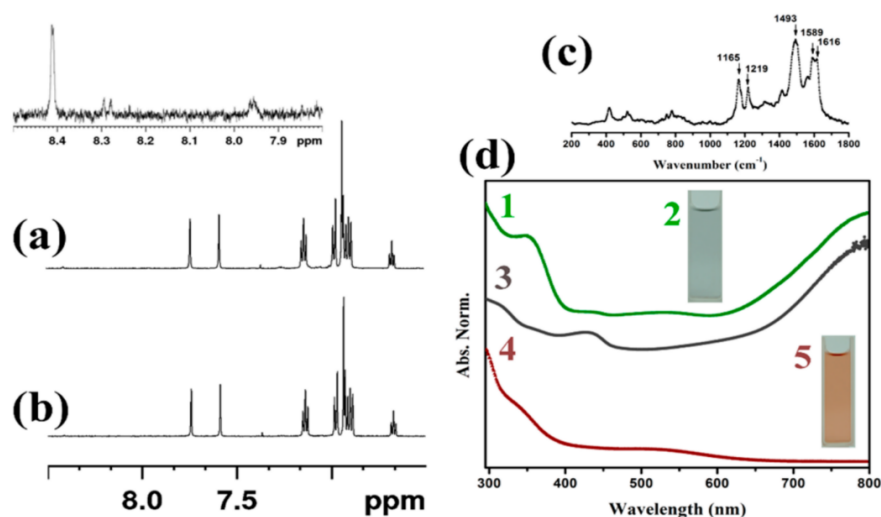 8.4 8.3 8.2 8.1 8.0 7.9 ppm
(a)
(b)
8.0 7.5 ppm
(c)
1493
1589
1616
1165
1219
200 400 600 800 1000 1200 1400 1600 1800
Wavenumber (cm⁻¹)
(d)
1
2
3
4
5
Abs. Norm.
300 400 500 600 700 800
Wavelength (nm)